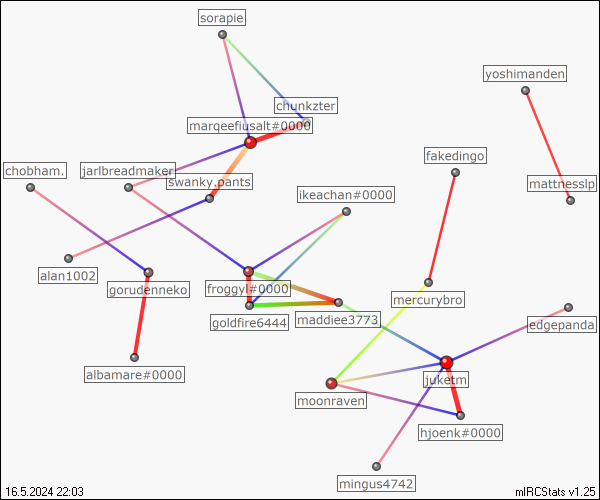 sorapie
yoshimanden
chunkzter
marqeefiusalt#0000
fakedingo
chobham.
jarlbreadmaker
swanky.pants
mattnesslp
ikeachan#0000
alan1002
gorudenneko
froggyl#0000
mercurybro
goldfire6444
maddiee3773
edgepanda
albamare#0000
juketm
moonraven
hjoenk#0000
mingus4742
16.5.2024 22:03
mIRCStats v1.25